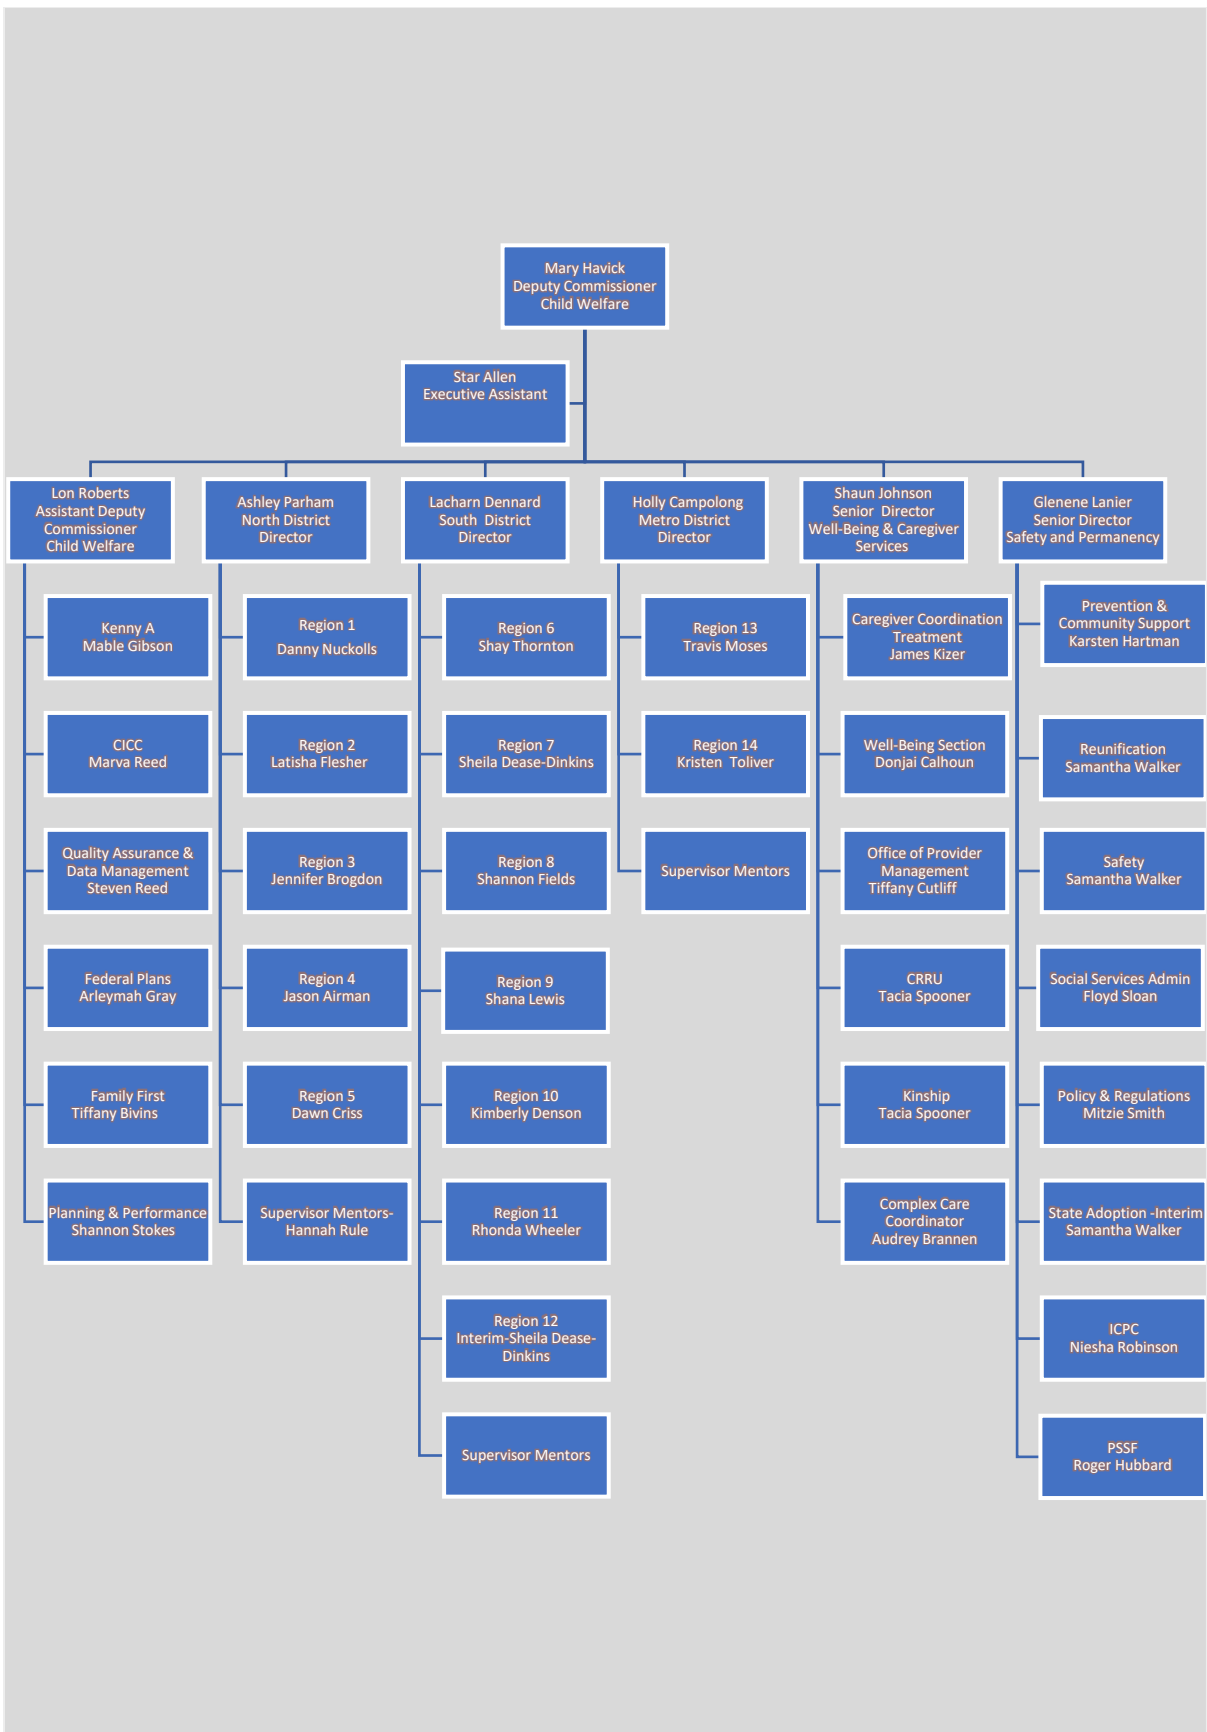 Mary Havick
Deputy Commissioner
Child Welfare
Star Allen
Executive Assistant
Lon Roberts
Assistant Deputy
Commissioner
Child Welfare
Ashley Parham
North District
Director
Lacharn Dennard
South District
Director
Holly Campolong
Metro District
Director
Shaun Johnson
Senior Director
Well-Being & Caregiver
Services
Glenene Lanier
Senior Director
Safety and Permanency
Kenny A
Mable Gibson
CICC
Marva Reed
Quality Assurance &
Data Management
Steven Reed
Federal Plans
Arleymah Gray
Family First
Tiffany Bivins
Planning & Performance
Shannon Stokes
Region 1
Danny Nuckolls
Region 2
Latisha Flesher
Region 3
Jennifer Brogdon
Region 4
Jason Airman
Region 5
Dawn Criss
Supervisor Mentors-
Hannah Rule
Region 6
Shay Thornton
Region 7
Sheila Dease-Dinkins
Region 8
Shannon Fields
Region 9
Shana Lewis
Region 10
Kimberly Denson
Region 11
Rhonda Wheeler
Region 12
Interim-Sheila Dease-
Dinkins
Supervisor Mentors
Region 13
Travis Moses
Region 14
Kristen Toliver
Supervisor Mentors
Caregiver Coordination
Treatment
James Kizer
Well-Being Section
Donjai Calhoun
Office of Provider
Management
Tiffany Cutliff
CRRU
Tacia Spooner
Kinship
Tacia Spooner
Complex Care
Coordinator
Audrey Brannen
Prevention &
Community Support
Karsten Hartman
Reunification
Samantha Walker
Safety
Samantha Walker
Social Services Admin
Floyd Sloan
Policy & Regulations
Mitzie Smith
State Adoption -Interim
Samantha Walker
ICPC
Niesha Robinson
PSSF
Roger Hubbard